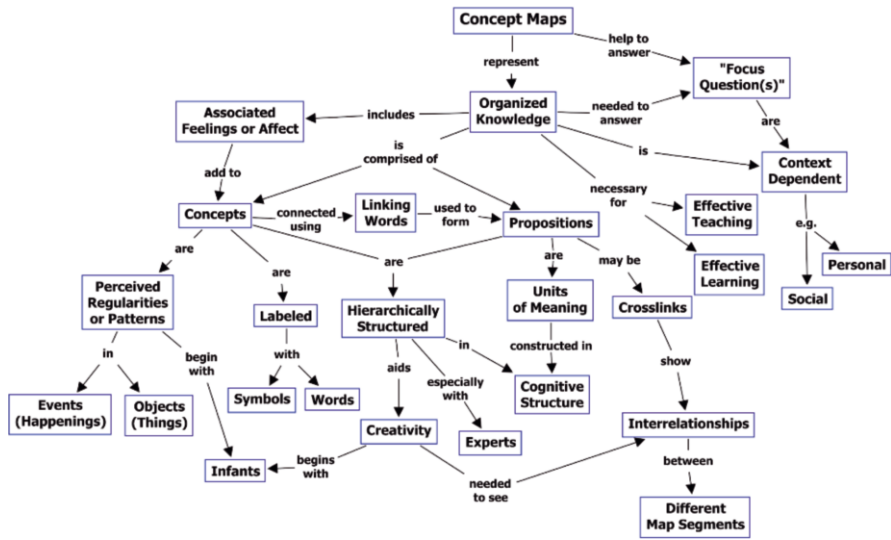 Concept Maps
help to
answer
represent
"Focus
Question(s)"
Organized
Knowledge
needed to
answer
includes
Associated
Feelings or Affect
are
is
comprised of
is
Context
Dependent
add to
necessary
for
Concepts
connected
using
Linking
Words
used to
form
Propositions
Effective
Teaching
e.g.
are
are
are
are
may be
Effective
Learning
Personal
Social
Perceived
Regularities
or Patterns
Labeled
Hierarchically
Structured
Units
of Meaning
Crosslinks
in
begin
with
with
aids
in
especially
with
constructed in
show
Events
(Happenings)
Objects
(Things)
Symbols
Words
Cognitive
Structure
Creativity
Experts
Interrelationships
Infants
begins
with
needed
to see
between
Different
Map Segments